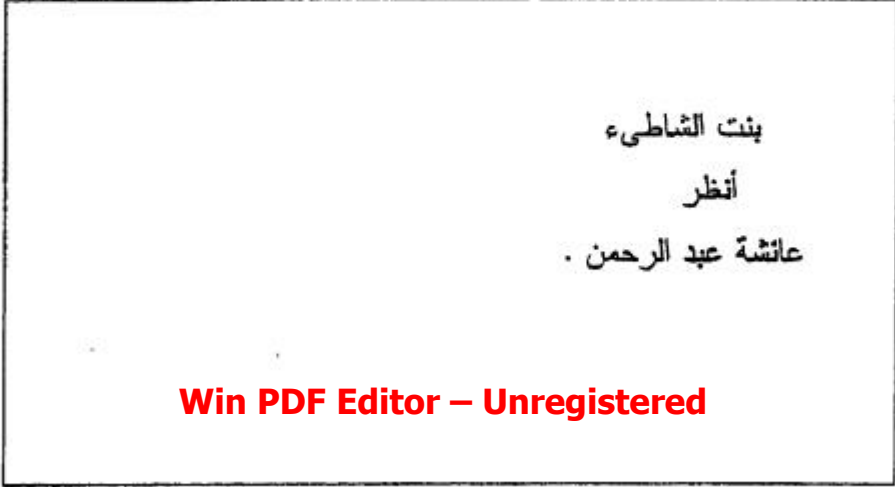 بنت الشاطىء
أنظر
عائشة عبد الرحمن .
Win PDF Editor – Unregistered